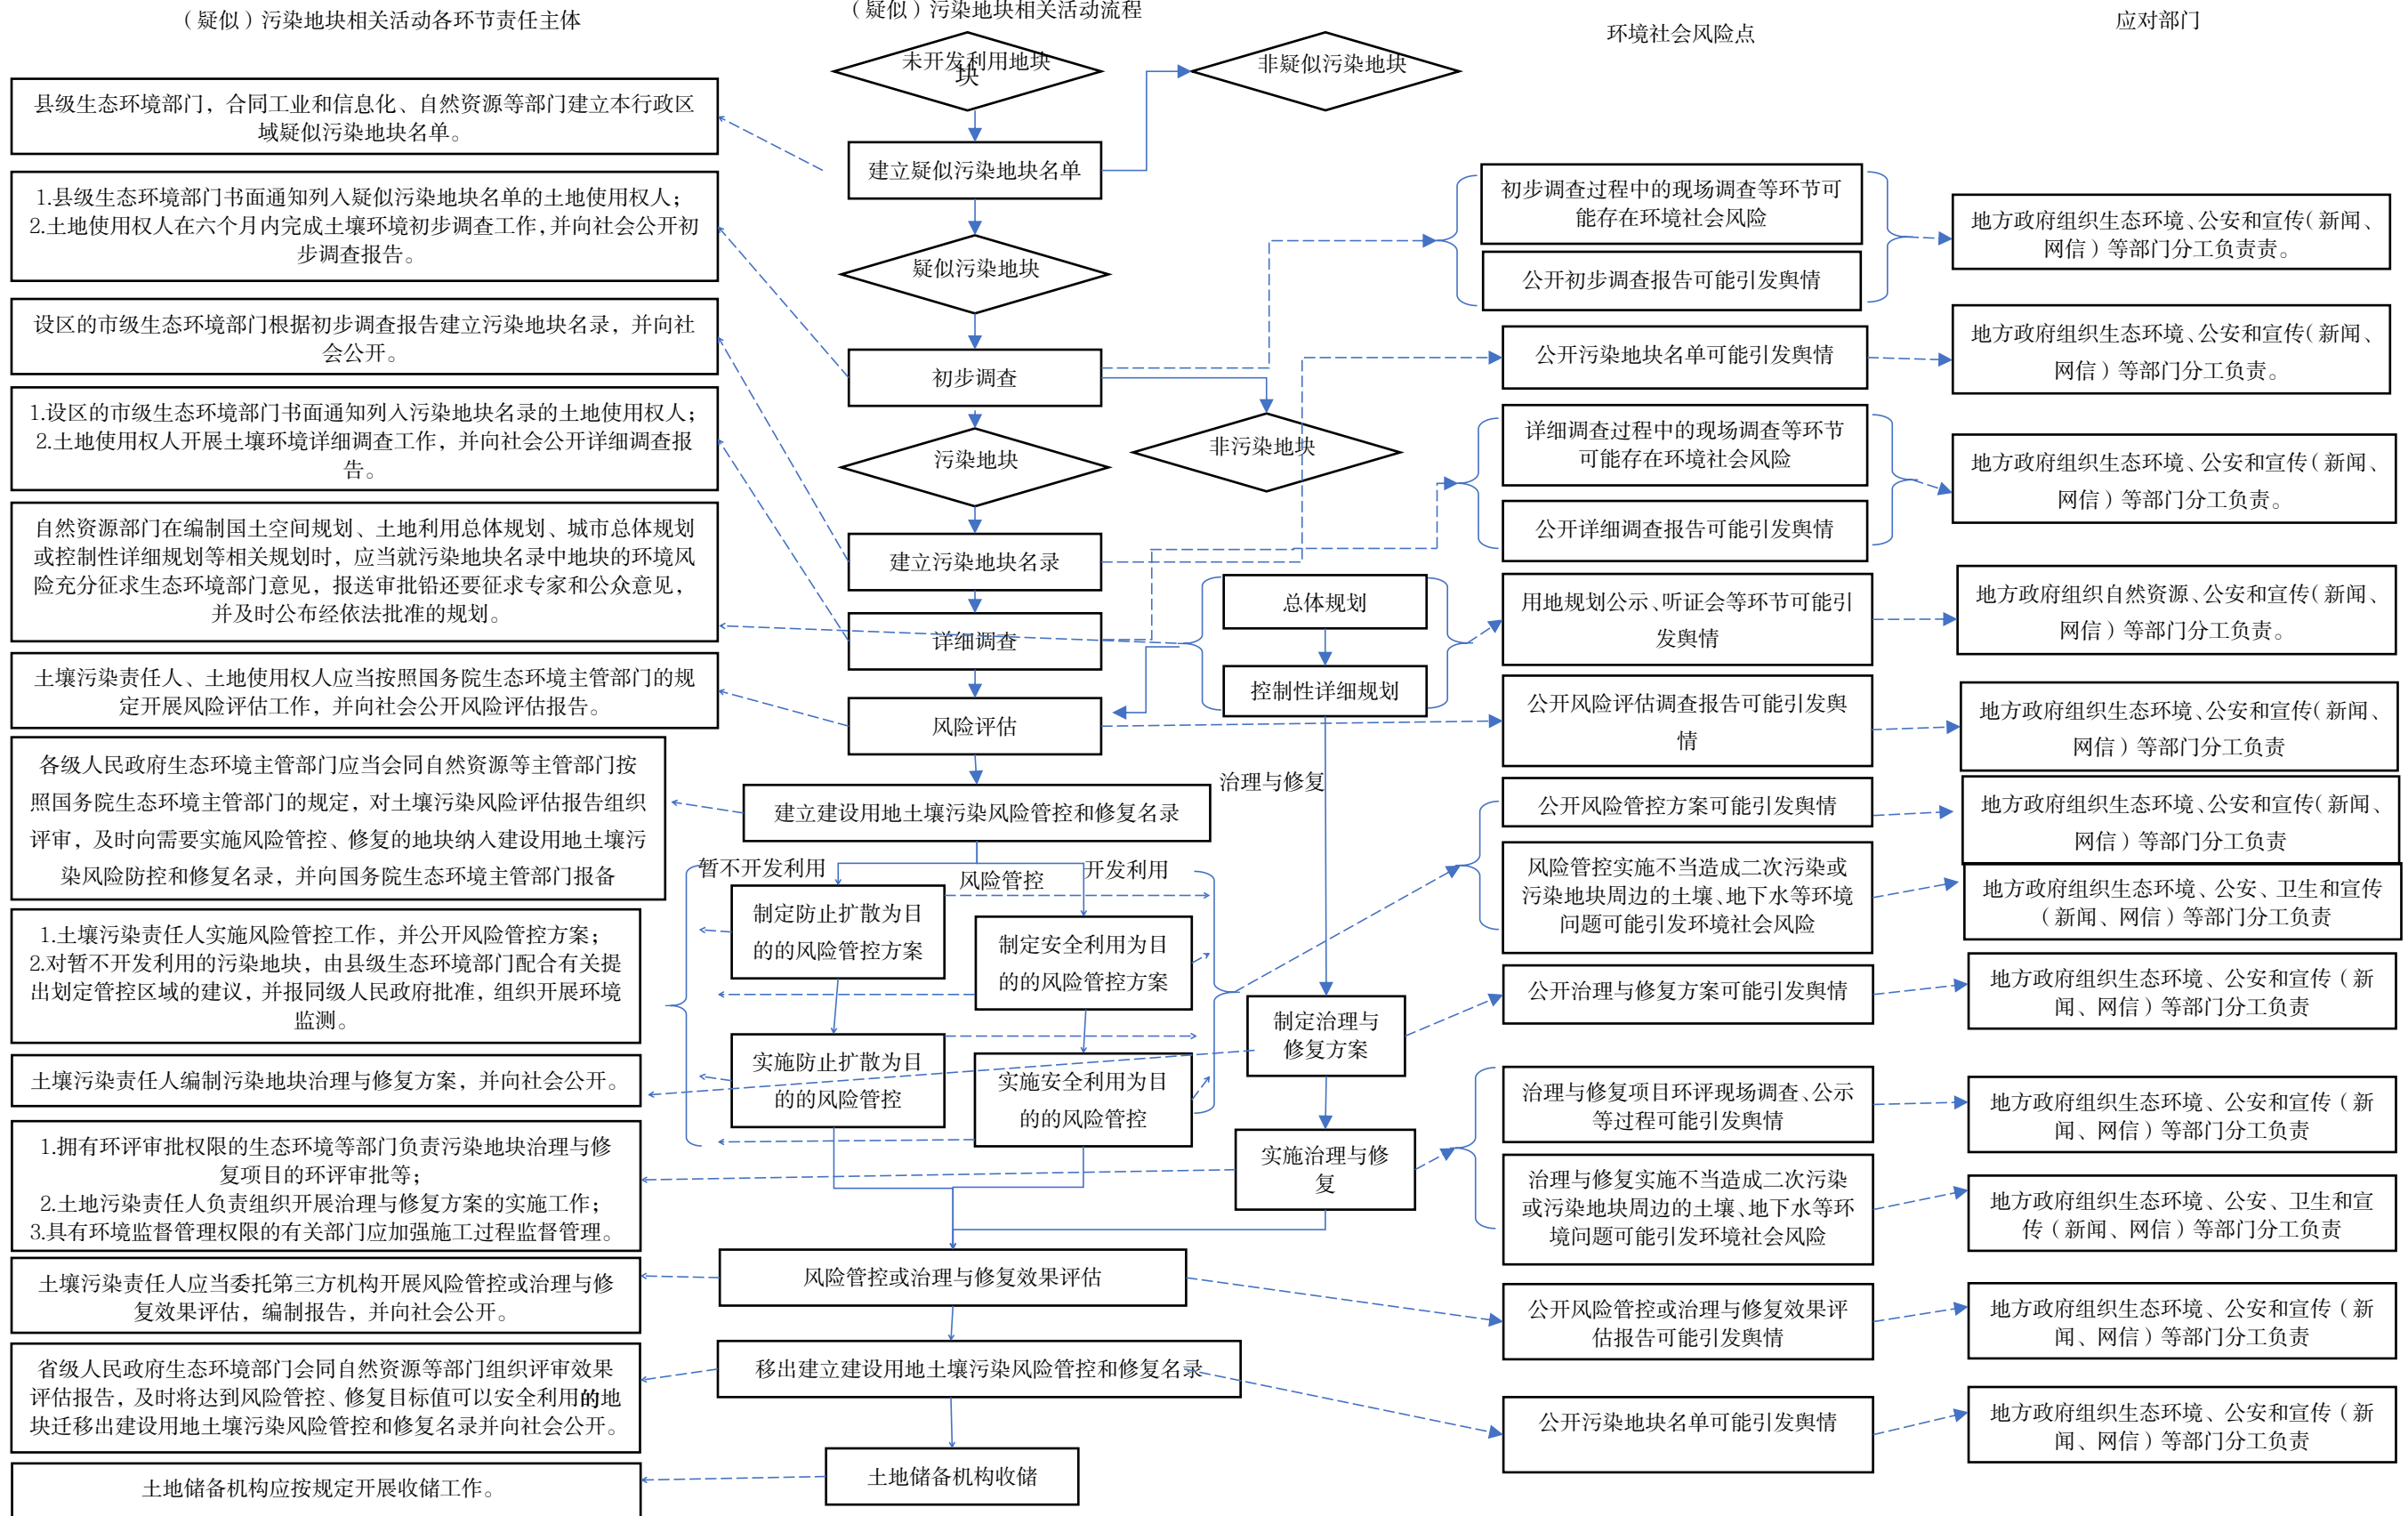 （疑似）污染地块相关活动各环节责任主体
县级生态环境部门，合同工业和信息化、自然资源等部门建立本行政区
域疑似污染地块名单。
1.县级生态环境部门书面通知列入疑似污染地块名单的土地使用权人；
2.土地使用权人在六个月内完成土壤环境初步调查工作，并向社会公开初
步调查报告。
设区的市级生态环境部门根据初步调查报告建立污染地块名录，并向社
会公开。
1.设区的市级生态环境部门书面通知列入污染地块名录的土地使用权人；
2.土地使用权人开展土壤环境详细调查工作，并向社会公开详细调查报
告。
自然资源部门在编制国土空间规划、土地利用总体规划、城市总体规划
或控制性详细规划等相关规划时，应当就污染地块名录中地块的环境风
险充分征求生态环境部门意见，报送审批铅还要征求专家和公众意见，
并及时公布经依法批准的规划。
土壤污染责任人、土地使用权人应当按照国务院生态环境主管部门的规
定开展风险评估工作，并向社会公开风险评估报告。
各级人民政府生态环境主管部门应当会同自然资源等主管部门按
照国务院生态环境主管部门的规定，对土壤污染风险评估报告组织
评审，及时向需要实施风险管控、修复的地块纳入建设用地土壤污
染风险防控和修复名录，并向国务院生态环境主管部门报备
1.土壤污染责任人实施风险管控工作，并公开风险管控方案；
2.对暂不开发利用的污染地块，由县级生态环境部门配合有关提
出划定管控区域的建议，并报同级人民政府批准，组织开展环境
监测。
土壤污染责任人编制污染地块治理与修复方案，并向社会公开。
1.拥有环评审批权限的生态环境等部门负责污染地块治理与修
复项目的环评审批等；
2.土地污染责任人负责组织开展治理与修复方案的实施工作；
3.具有环境监督管理权限的有关部门应加强施工过程监督管理。
土壤污染责任人应当委托第三方机构开展风险管控或治理与修
复效果评估，编制报告，并向社会公开。
省级人民政府生态环境部门会同自然资源等部门组织评审效果
评估报告，及时将达到风险管控、修复目标值可以安全利用的地
块迁移出建设用地土壤污染风险管控和修复名录并向社会公开。
土地储备机构应按规定开展收储工作。
（疑似）污染地块相关活动流程
未开发利用地块
块
非疑似污染地块
建立疑似污染地块名单
疑似污染地块
初步调查
污染地块
非污染地块
建立污染地块名录
详细调查
总体规划
控制性详细规划
风险评估
治理与修复
建立建设用地土壤污染风险管控和修复名录
暂不开发利用
风险管控
开发利用
制定防止扩散为目
的的风险管控方案
制定安全利用为目
的的风险管控方案
实施防止扩散为目
的的风险管控
实施安全利用为目
的的风险管控
制定治理与
修复方案
实施治理与修
复
风险管控或治理与修复效果评估
移出建立建设用地土壤污染风险管控和修复名录
土地储备机构收储
环境社会风险点
初步调查过程中的现场调查等环节可
能存在环境社会风险
公开初步调查报告可能引发舆情
公开污染地块名单可能引发舆情
详细调查过程中的现场调查等环节
可能存在环境社会风险
公开详细调查报告可能引发舆情
用地规划公示、听证会等环节可能引
发舆情
公开风险评估调查报告可能引发舆
情
公开风险管控方案可能引发舆情
风险管控实施不当造成二次污染或
污染地块周边的土壤、地下水等环境
问题可能引发环境社会风险
公开治理与修复方案可能引发舆情
治理与修复项目环评现场调查、公示
等过程可能引发舆情
治理与修复实施不当造成二次污染
或污染地块周边的土壤、地下水等环
境问题可能引发环境社会风险
公开风险管控或治理与修复效果评
估报告可能引发舆情
公开污染地块名单可能引发舆情
应对部门
地方政府组织生态环境、公安和宣传（新闻、
网信）等部门分工负责责。
地方政府组织生态环境、公安和宣传（新闻、
网信）等部门分工负责。
地方政府组织生态环境、公安和宣传（新闻、
网信）等部门分工负责。
地方政府组织自然资源、公安和宣传（新闻、
网信）等部门分工负责。
地方政府组织生态环境、公安和宣传（新闻、
网信）等部门分工负责
地方政府组织生态环境、公安和宣传（新闻、
网信）等部门分工负责
地方政府组织生态环境、公安、卫生和宣传
（新闻、网信）等部门分工负责
地方政府组织生态环境、公安和宣传（新
闻、网信）等部门分工负责
地方政府组织生态环境、公安和宣传（新
闻、网信）等部门分工负责
地方政府组织生态环境、公安、卫生和宣
传（新闻、网信）等部门分工负责
地方政府组织生态环境、公安和宣传（新
闻、网信）等部门分工负责
地方政府组织生态环境、公安和宣传（新
闻、网信）等部门分工负责